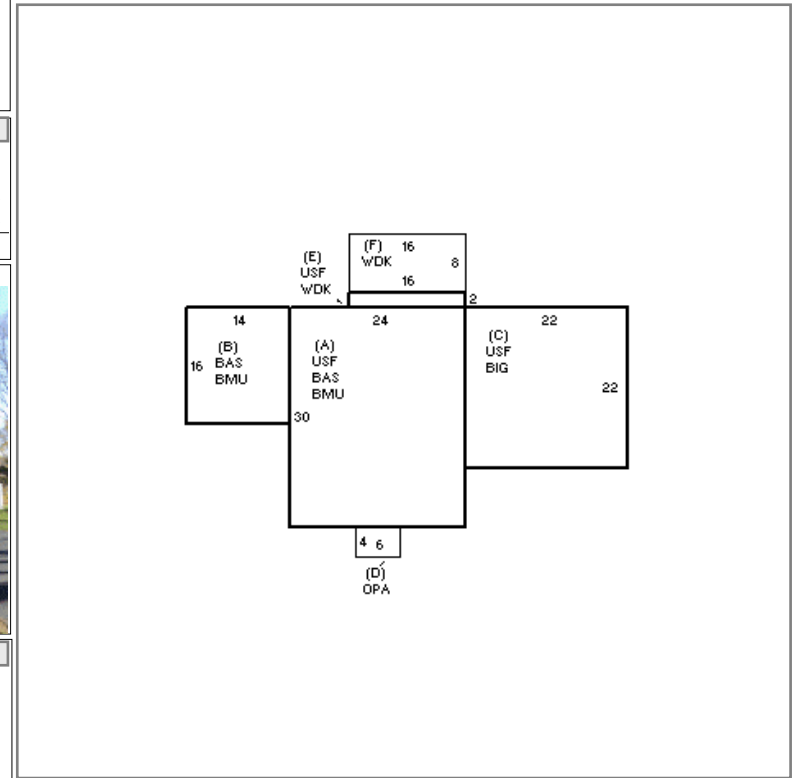 (F) 16
WDK
8
16
(E)
USF
WDK
2
14
24
22
(B)
BAS
BMU
16
(A)
USF
BAS
BMU
(C)
USF
BIG
22
30
4 6
(D)
OPA